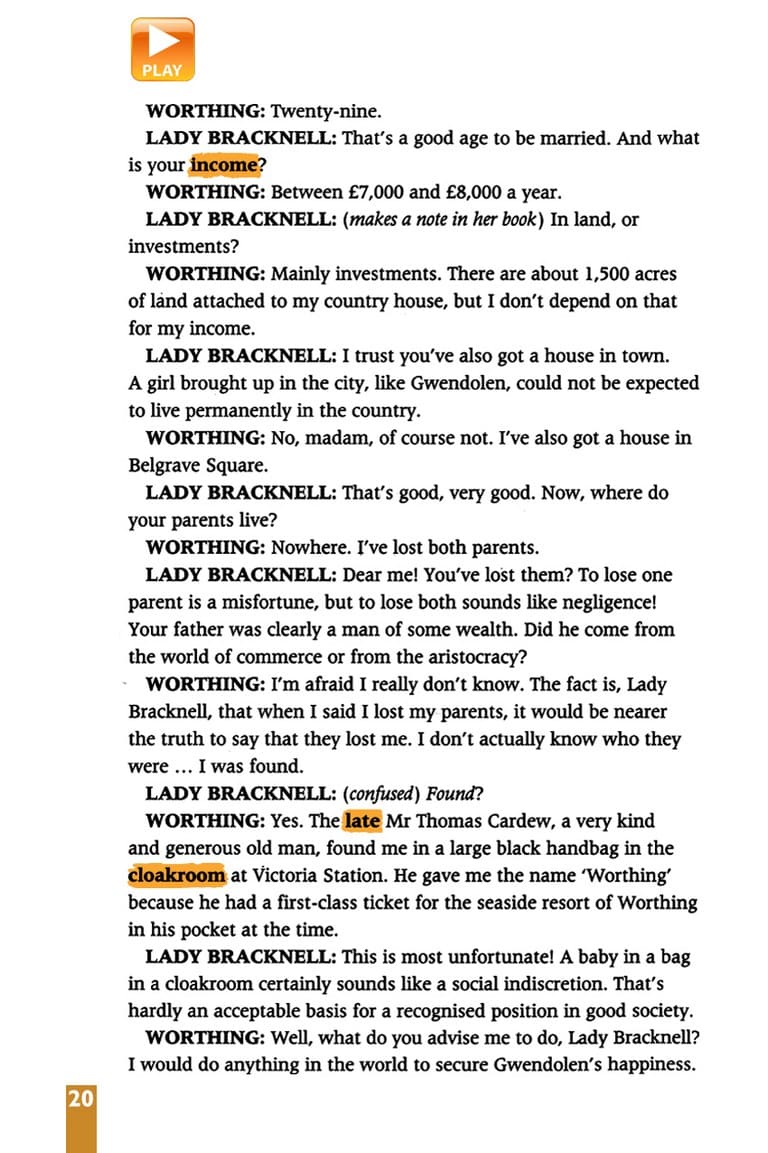 PLAY
WORTHING: Twenty-nine.
LADY BRACKNELL: That's a good age to be married. And what
is your income?
WORTHING: Between £7,000 and £8,000 a year.
LADY BRACKNELL: (makes a note in her book) In land, or
investments?
WORTHING: Mainly investments. There are about 1,500 acres
of land attached to my country house, but I don't depend on that
for my income.
LADY BRACKNELL: I trust you've also got a house in town.
A girl brought up in the city, like Gwendolen, could not be expected
to live permanently in the country.
WORTHING: No, madam, of course not. I've also got a house in
Belgrave Square.
LADY BRACKNELL: That's good, very good. Now, where do
your parents live?
WORTHING: Nowhere. I've lost both parents.
LADY BRACKNELL: Dear me! You've lost them? To lose one
parent is a misfortune, but to lose both sounds like negligence!
Your father was clearly a man of some wealth. Did he come from
the world of commerce or from the aristocracy?
WORTHING: I'm afraid I really don't know. The fact is, Lady
Bracknell, that when I said I lost my parents, it would be nearer
the truth to say that they lost me. I don't actually know who they
were ... I was found.
LADY BRACKNELL: (confused) Found?
WORTHING: Yes. The late Mr Thomas Cardew, a very kind
and generous old man, found me in a large black handbag in the
cloakroom at Victoria Station. He gave me the name 'Worthing'
because he had a first-class ticket for the seaside resort of Worthing
in his pocket at the time.
LADY BRACKNELL: This is most unfortunate! A baby in a bag
in a cloakroom certainly sounds like a social indiscretion. That's
hardly an acceptable basis for a recognised position in good society.
WORTHING: Well, what do you advise me to do, Lady Bracknell?
I would do anything in the world to secure Gwendolen's happiness.
20